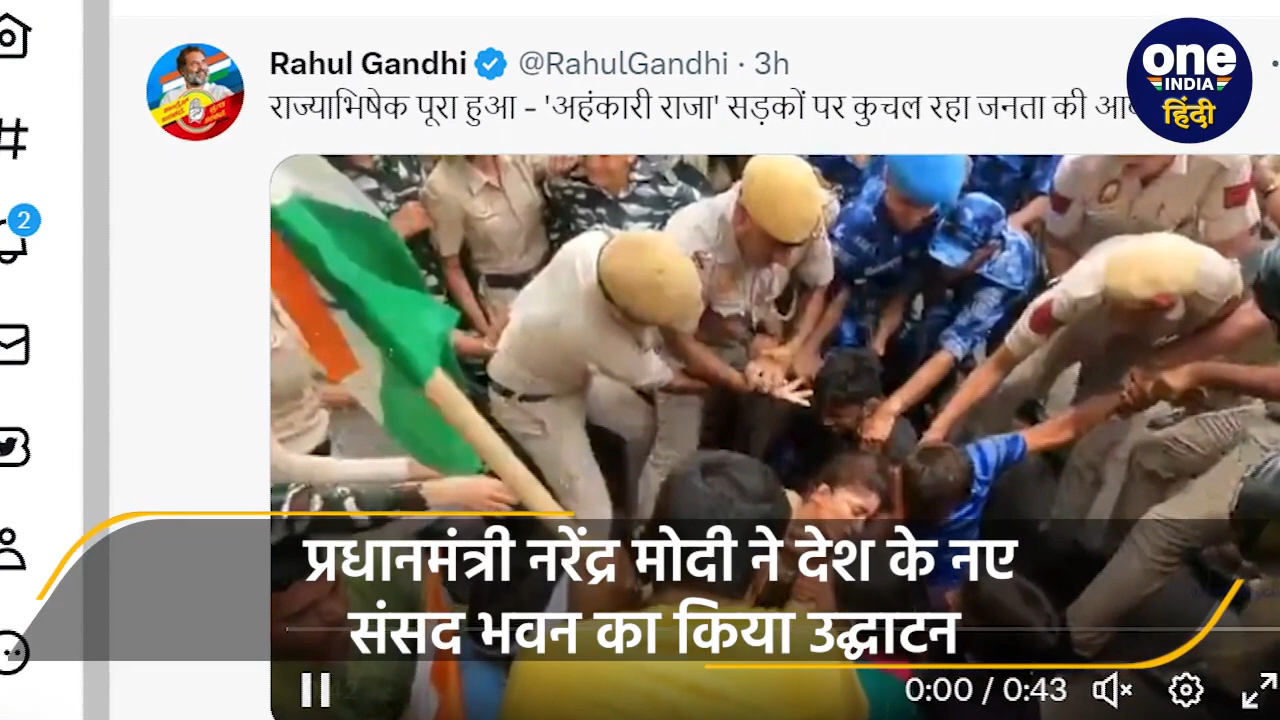 Rahul Gandhi @RahulGandhi · 3h
राज्याभिषेक पूरा हुआ - 'अहंकारी राजा' सड़कों पर कुचल रहा जनता की
one
INDIA
हिंदी
2
प्रधानमंत्री नरेंद्र मोदी ने देश के नए
संसद भवन का किया उद्घाटन
0:00 / 0:43